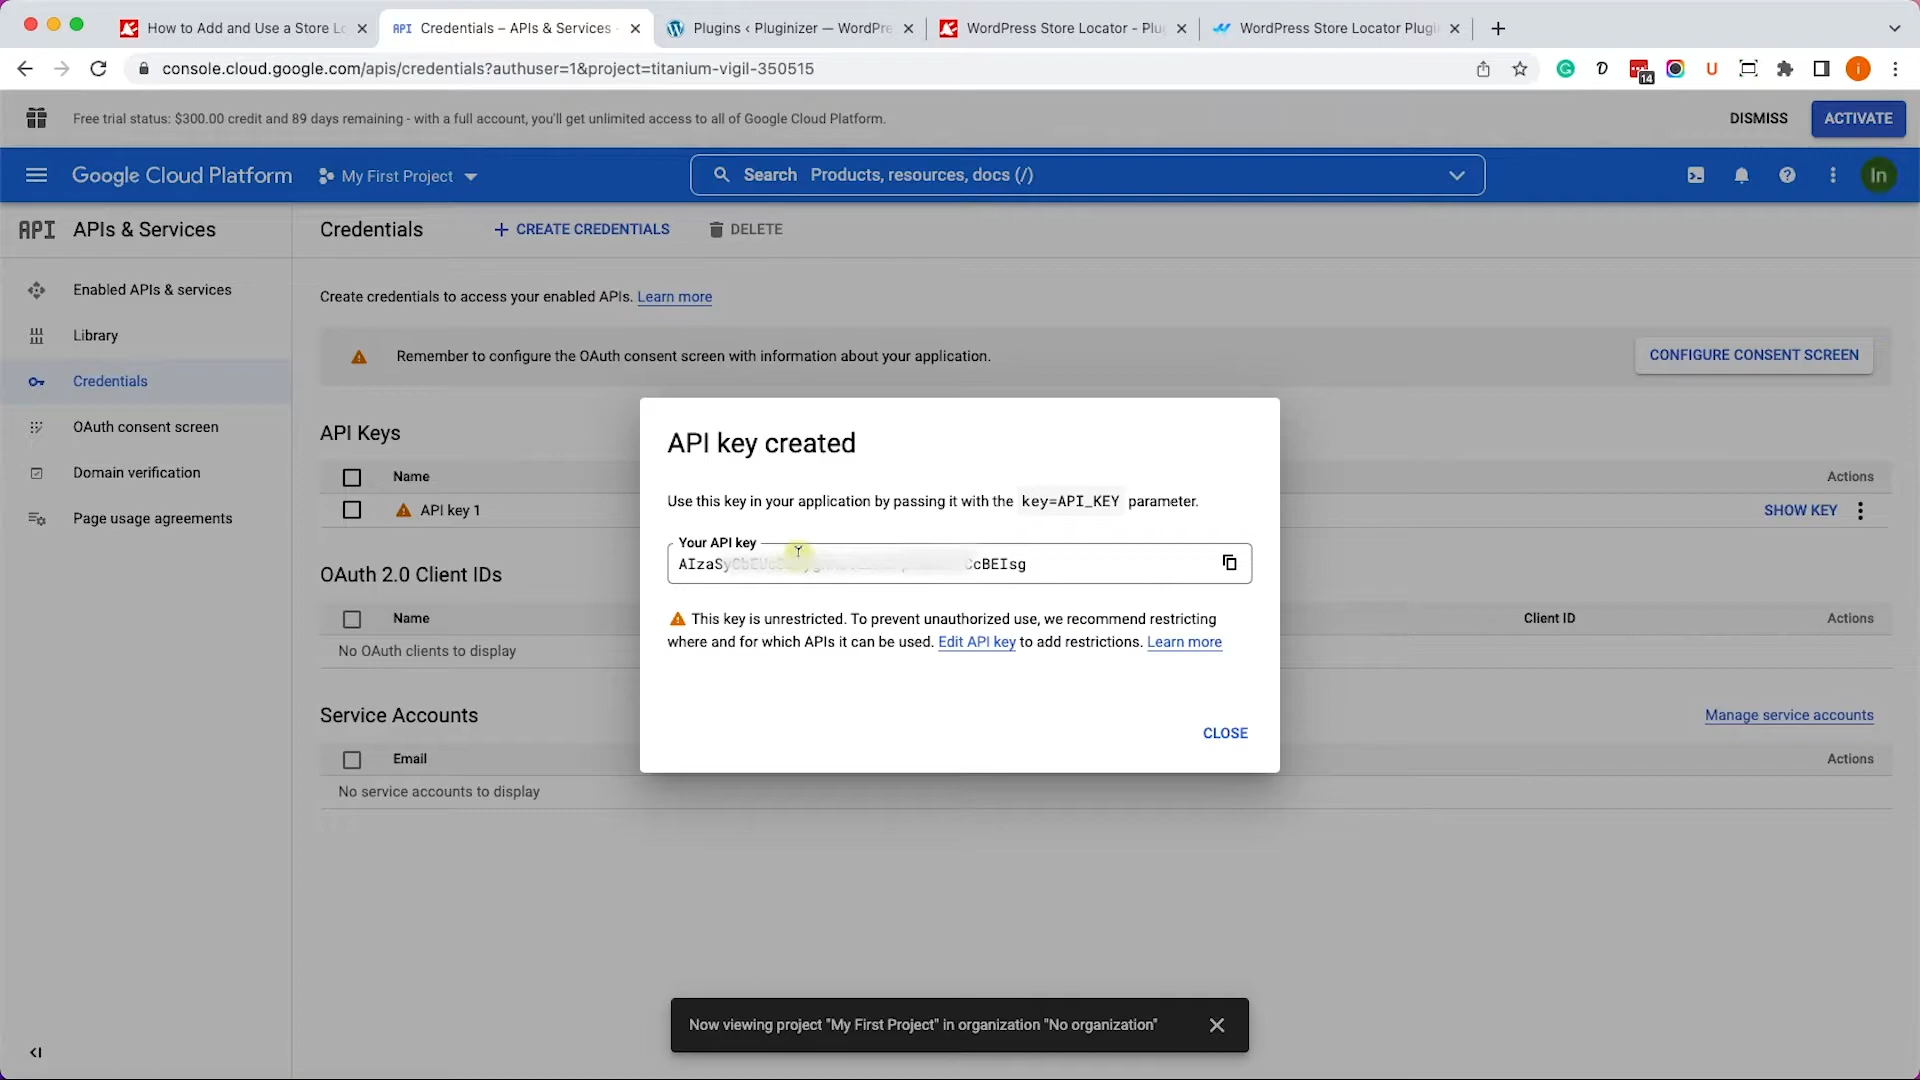 How to Add and Use a Store Lo
API Credentials – APIs & Services -
Plugins ‹ Pluginizer — WordPre
WordPress Store Locator - Plu
WordPress Store Locator Plugi
console.cloud.google.com/apis/credentials?authuser=1&project=titanium-vigil-350515
14
i
Free trial status: $300.00 credit and 89 days remaining - with a full account, you'll get unlimited access to all of Google Cloud Platform.
DISMISS
ACTIVATE
Google Cloud Platform
My First Project
Search Products, resources, docs (/)
In
API APIs & Services
Credentials
CREATE CREDENTIALS
DELETE
Enabled APIs & services
Library
Credentials
OAuth consent screen
Domain verification
Page usage agreements
Create credentials to access your enabled APIs. Learn more
Remember to configure the OAuth consent screen with information about your application.
CONFIGURE CONSENT SCREEN
API Keys
Name
Actions
API key 1
SHOW KEY
OAuth 2.0 Client IDs
Name
Client ID
Actions
No OAuth clients to display
Service Accounts
Manage service accounts
Email
Actions
No service accounts to display
API key created
Use this key in your application by passing it with the key=API_KEY parameter.
Your API key
This key is unrestricted. To prevent unauthorized use, we recommend restricting
where and for which APIs it can be used. Edit API key to add restrictions. Learn more
CLOSE
Now viewing project "My First Project" in organization "No organization"